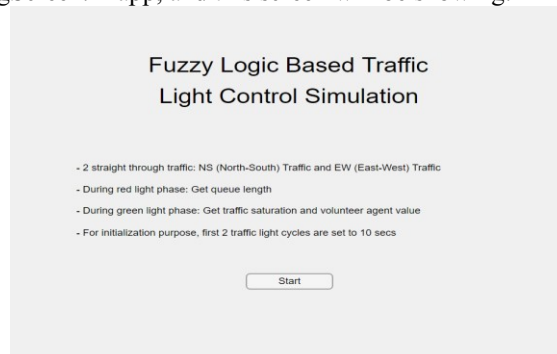 Fuzzy Logic Based Traffic
Light Control Simulation
- 2 straight through traffic: NS (North-South) Traffic and EW (East-West) Traffic
- During red light phase: Get queue length
- During green light phase: Get traffic saturation and volunteer agent value
- For initialization purpose, first 2 traffic light cycles are set to 10 secs
Start